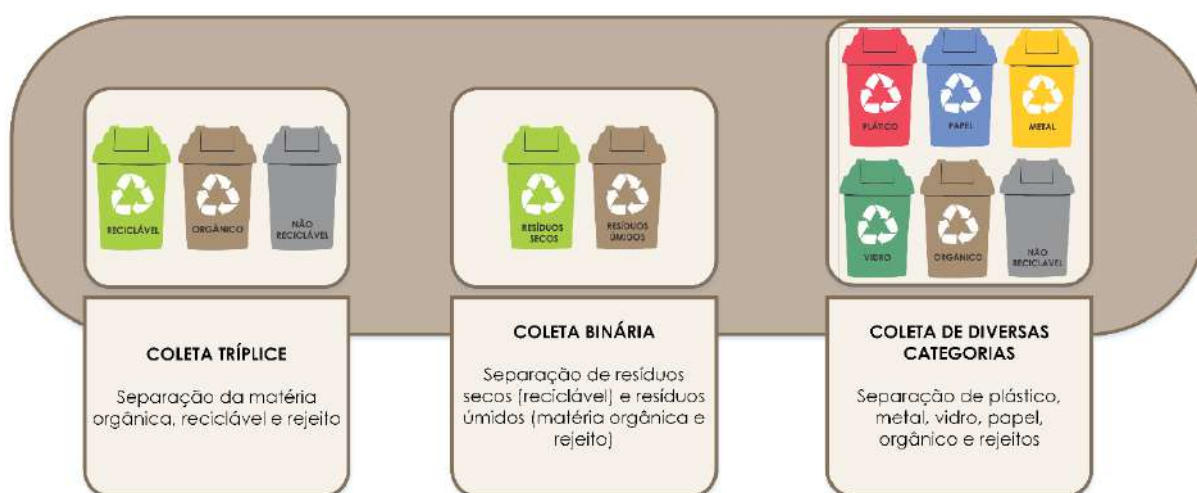 RECICLÁVEL
ORGÂNICO
NÃO
RECICLÁVEL
COLETA TRÍPLICE
Separação da matéria
orgânica, reciclável e rejeito
RESÍDUOS
SECOS
RESÍDUOS
ÚMIDOS
COLETA BINÁRIA
Separação de resíduos
secos (reciclável) e resíduos
úmidos (matéria orgânica e
rejeito)
PLÁTICO
PAPEL
METAL
VIDRO
ORGÂNICO
NÃO
RECICLAVEL
COLETA DE DIVERSAS
CATEGORIAS
Separação de plástico,
metal, vidro, papel,
orgânico e rejeitos